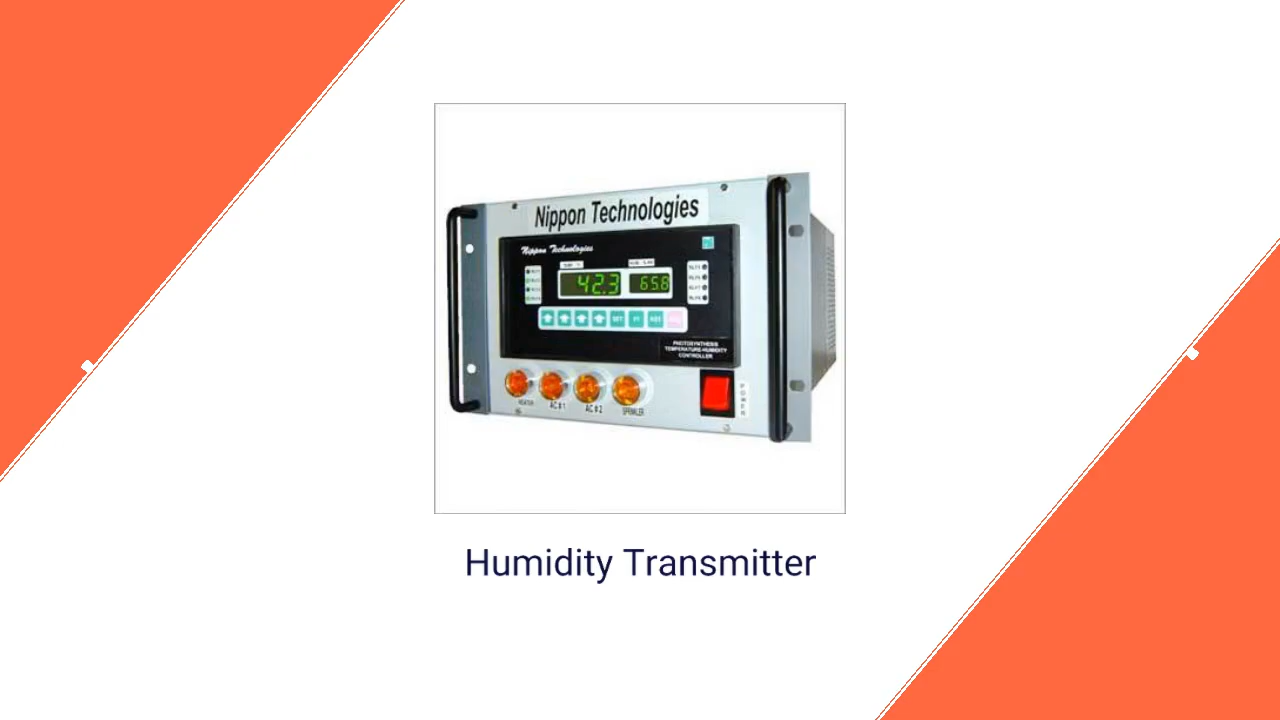 Nippon Technologies
Nippon Technologies
42.3
65.8
SET
PHOTOSYNTHESIS
TEMPERATURE-HUMIDITY
CONTROLLER
HEATER
AC # 1
AC # 2
POWER
Humidity Transmitter